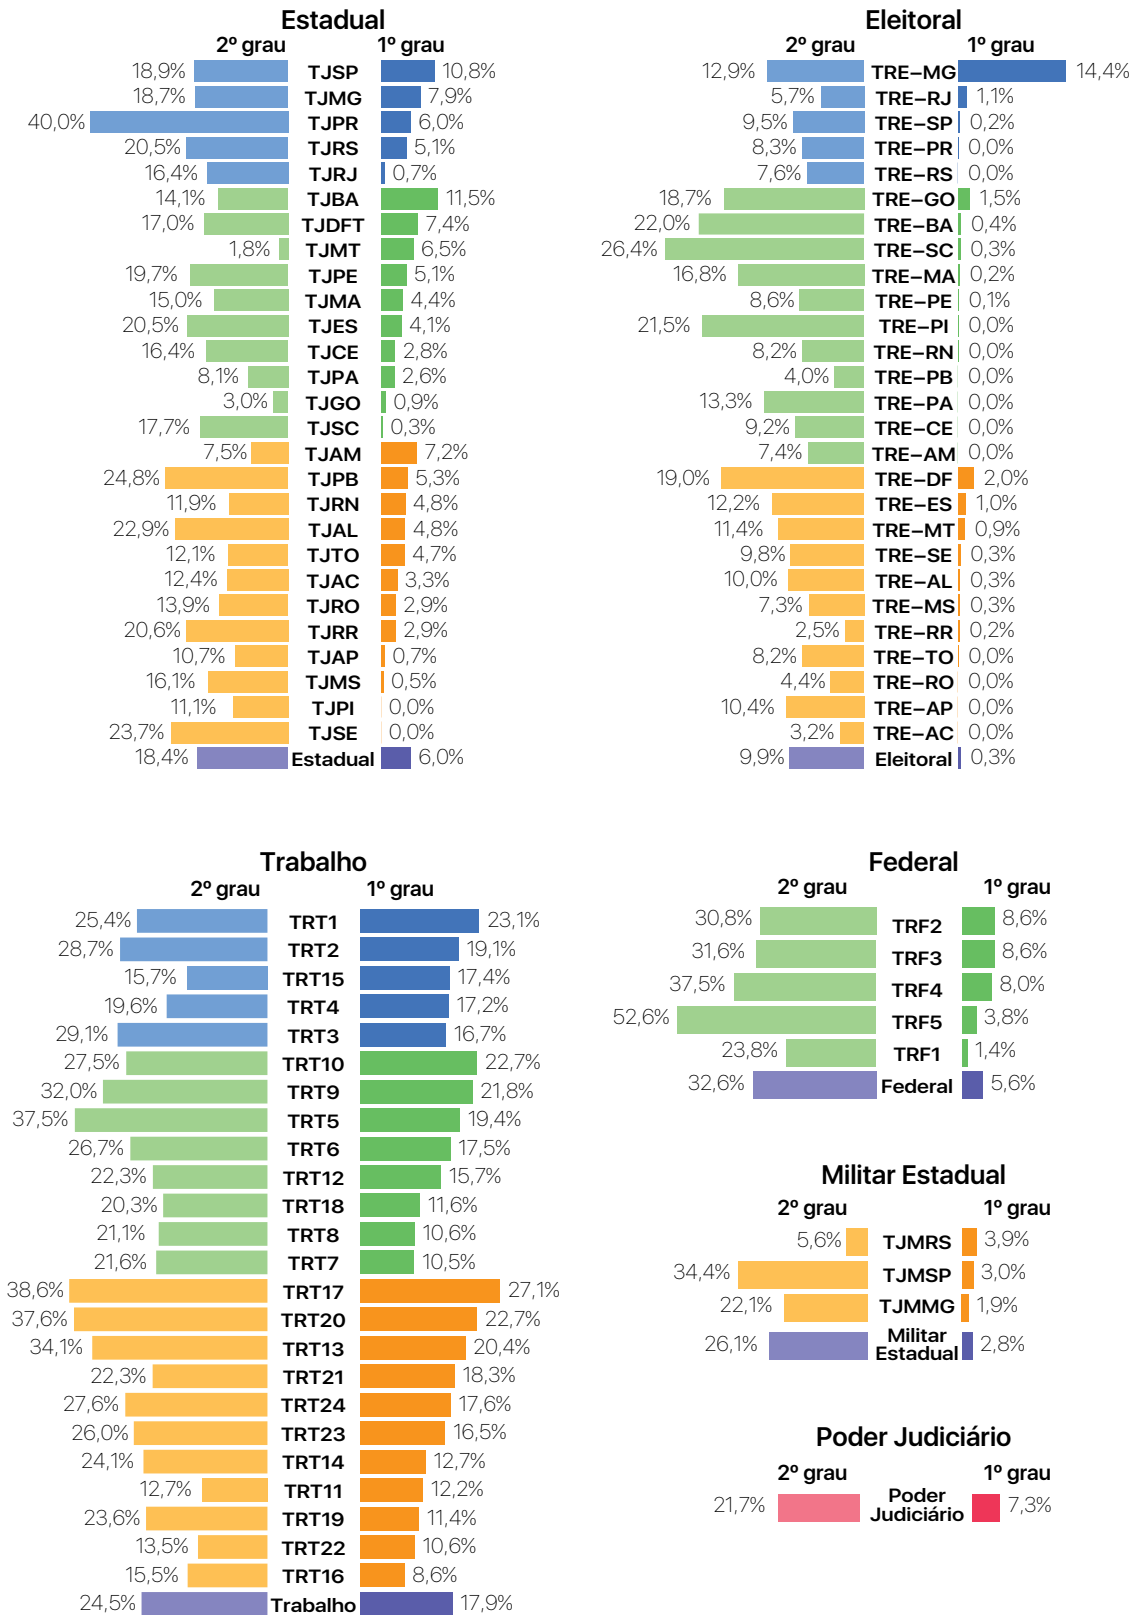 Estadual
2º grau 1º grau
18,9% TJSP 10,8%
18,7% TJMG 7,9%
40,0% TJPR 6,0%
20,5% TJRS 5,1%
16,4% TJRJ 0,7%
14,1% TJBA 11,5%
17,0% TJDFT 7,4%
1,8% TJMT 6,5%
19,7% TJPE 5,1%
15,0% TJMA 4,4%
20,5% TJES 4,1%
16,4% TJCE 2,8%
8,1% TJPA 2,6%
3,0% TJGO 0,9%
17,7% TJSC 0,3%
7,5% TJAM 7,2%
24,8% TJPB 5,3%
11,9% TJRN 4,8%
22,9% TJAL 4,8%
12,1% TJTO 4,7%
12,4% TJAC 3,3%
13,9% TJRO 2,9%
20,6% TJRR 2,9%
10,7% TJAP 0,7%
16,1% TJMS 0,5%
11,1% TJPI 0,0%
23,7% TJSE 0,0%
18,4% Estadual 6,0%
Eleitoral
2º grau 1º grau
12,9% TRE–MG 14,4%
5,7% TRE–RJ 1,1%
9,5% TRE–SP 0,2%
8,3% TRE–PR 0,0%
7,6% TRE–RS 0,0%
18,7% TRE–GO 1,5%
22,0% TRE–BA 0,4%
26,4% TRE–SC 0,3%
16,8% TRE–MA 0,2%
8,6% TRE–PE 0,1%
21,5% TRE–PI 0,0%
8,2% TRE–RN 0,0%
4,0% TRE–PB 0,0%
13,3% TRE–PA 0,0%
9,2% TRE–CE 0,0%
7,4% TRE–AM 0,0%
19,0% TRE–DF 2,0%
12,2% TRE–ES 1,0%
11,4% TRE–MT 0,9%
9,8% TRE–SE 0,3%
10,0% TRE–AL 0,3%
7,3% TRE–MS 0,3%
2,5% TRE–RR 0,2%
8,2% TRE–TO 0,0%
4,4% TRE–RO 0,0%
10,4% TRE–AP 0,0%
3,2% TRE–AC 0,0%
9,9% Eleitoral 0,3%
Trabalho
2º grau 1º grau
25,4% TRT1 23,1%
28,7% TRT2 19,1%
15,7% TRT15 17,4%
19,6% TRT4 17,2%
29,1% TRT3 16,7%
27,5% TRT10 22,7%
32,0% TRT9 21,8%
37,5% TRT5 19,4%
26,7% TRT6 17,5%
22,3% TRT12 15,7%
20,3% TRT18 11,6%
21,1% TRT8 10,6%
21,6% TRT7 10,5%
38,6% TRT17 27,1%
37,6% TRT20 22,7%
34,1% TRT13 20,4%
22,3% TRT21 18,3%
27,6% TRT24 17,6%
26,0% TRT23 16,5%
24,1% TRT14 12,7%
12,7% TRT11 12,2%
23,6% TRT19 11,4%
13,5% TRT22 10,6%
15,5% TRT16 8,6%
24,5% Trabalho 17,9%
Federal
2º grau 1º grau
30,8% TRF2 8,6%
31,6% TRF3 8,6%
37,5% TRF4 8,0%
52,6% TRF5 3,8%
23,8% TRF1 1,4%
32,6% Federal 5,6%
Militar Estadual
2º grau 1º grau
5,6% TJMRS 3,9%
34,4% TJMSP 3,0%
22,1% TJMMG 1,9%
26,1% Militar 2,8%
Estadual
Poder Judiciário
2º grau 1º grau
21,7% Poder 7,3%
Judiciário